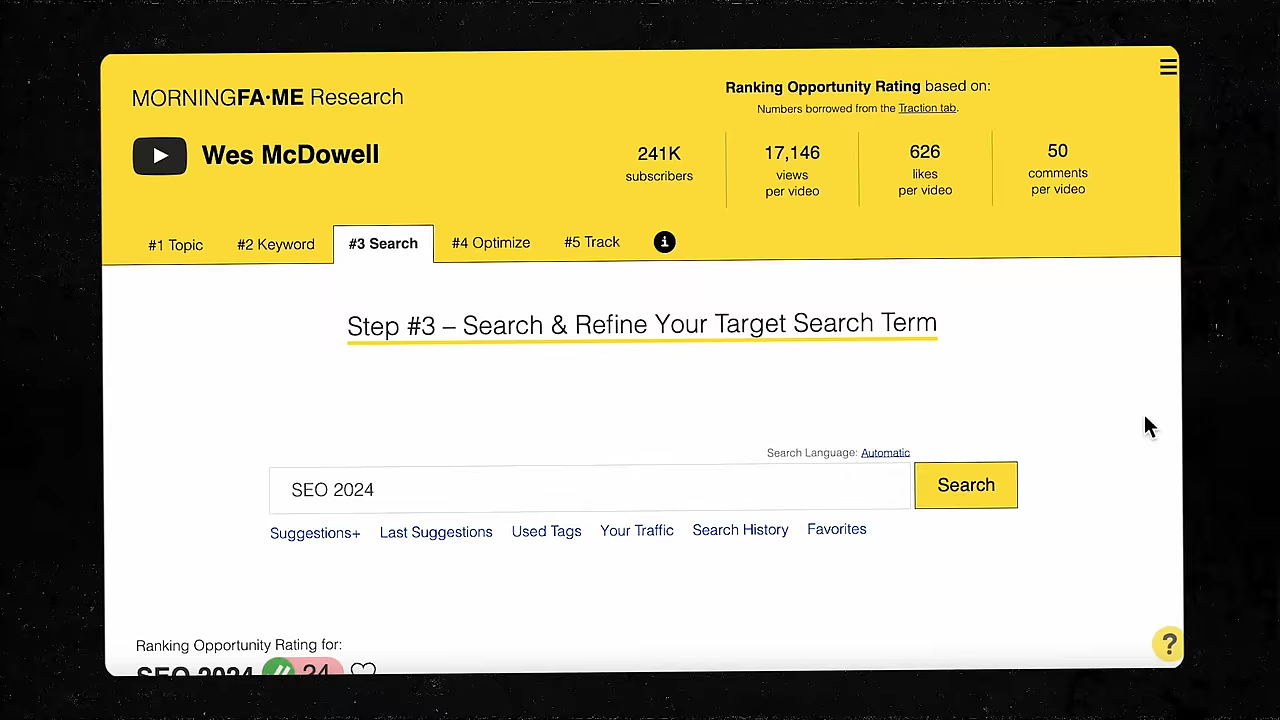 MORNINGFA·ME Research
Ranking Opportunity Rating based on:
Numbers borrowed from the Traction tab.
Wes McDowell
241K
subscribers
17,146
views
per video
626
likes
per video
50
comments
per video
#1 Topic
#2 Keyword
#3 Search
#4 Optimize
#5 Track
i
Step #3 – Search & Refine Your Target Search Term
Search Language: Automatic
SEO 2024
Search
Suggestions+
Last Suggestions
Used Tags
Your Traffic
Search History
Favorites
Ranking Opportunity Rating for:
SEO 2024
24
?